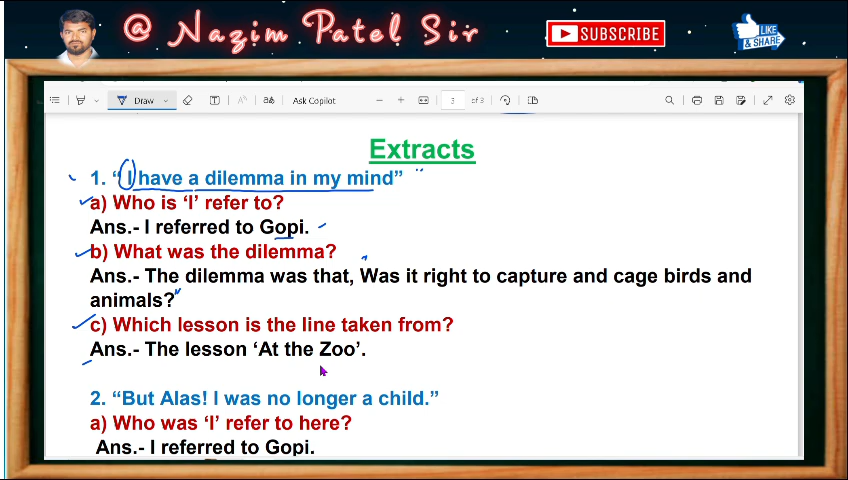 @ Nazim Patel Sir
SUBSCRIBE
LIKE
& SHARE
Draw
Ask Copilot
3 of 3
Extracts
1. “ I have a dilemma in my mind”
a) Who is ‘I’ refer to?
Ans.- I referred to Gopi.
b) What was the dilemma?
Ans.- The dilemma was that, Was it right to capture and cage birds and
animals?
c) Which lesson is the line taken from?
Ans.- The lesson ‘At the Zoo’.
2. “But Alas! I was no longer a child.”
a) Who was ‘I’ refer to here?
Ans.- I referred to Gopi.